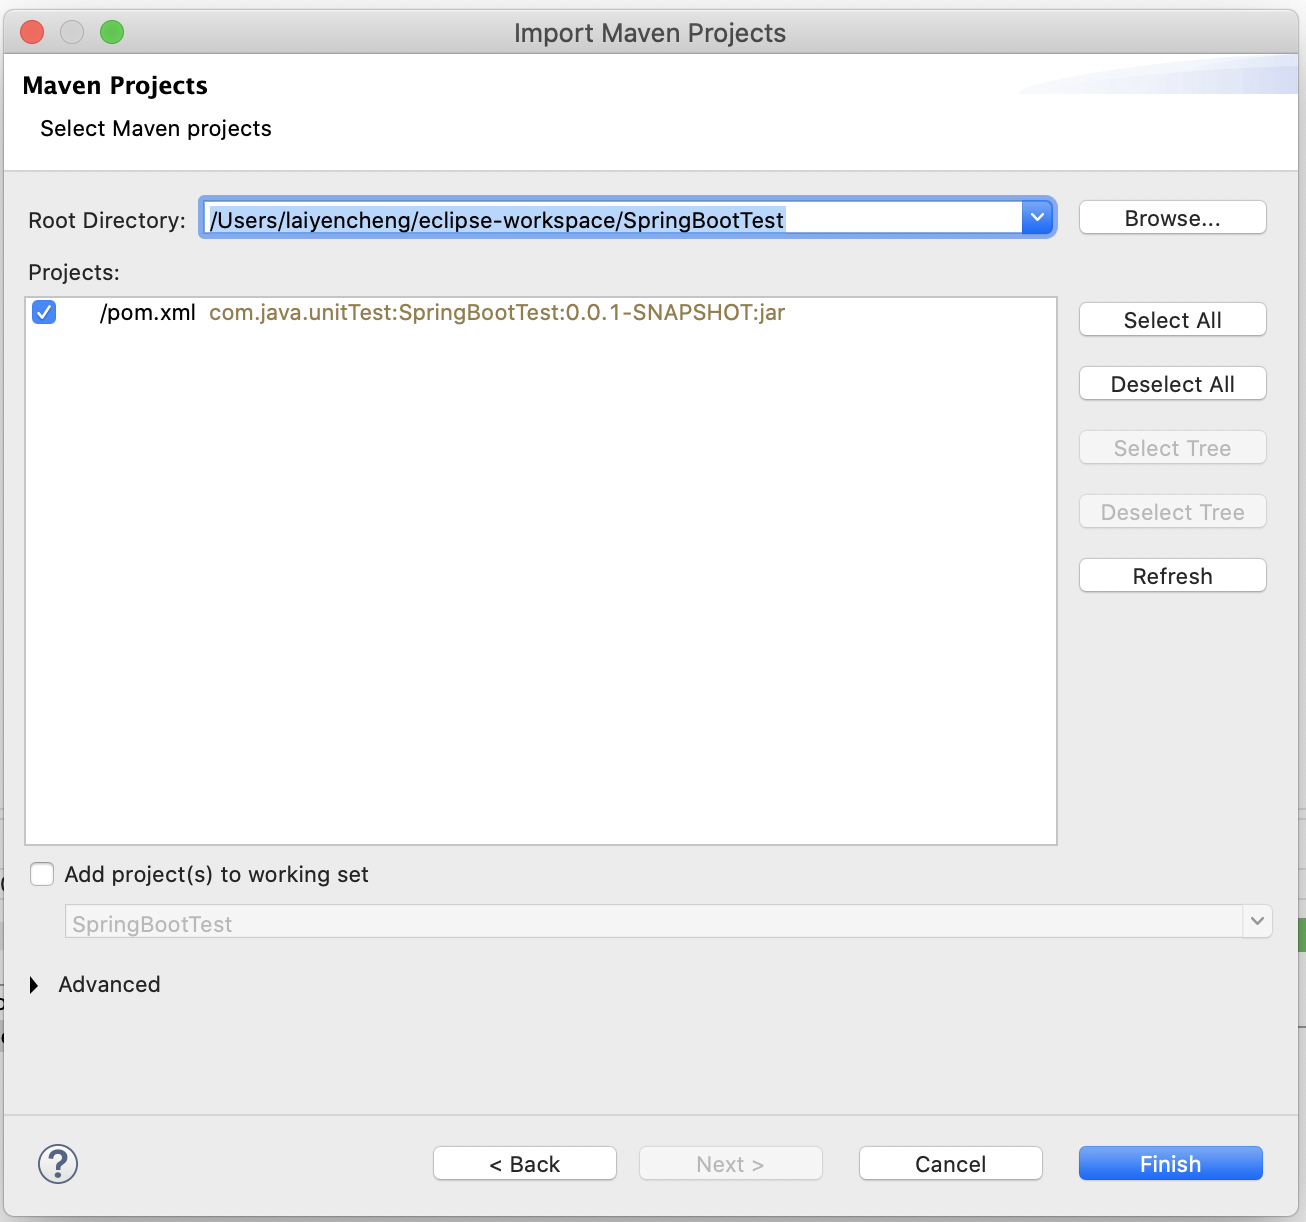 Import Maven Projects
Maven Projects
Select Maven projects
Root Directory: /Users/laiyencheng/eclipse-workspace/SpringBootTest Browse...
Projects:
/pom.xml com.java.unitTest:SpringBootTest:0.0.1-SNAPSHOT:jar
Select All
Deselect All
Select Tree
Deselect Tree
Refresh
Add project(s) to working set
SpringBootTest
Advanced
? < Back Next > Cancel Finish